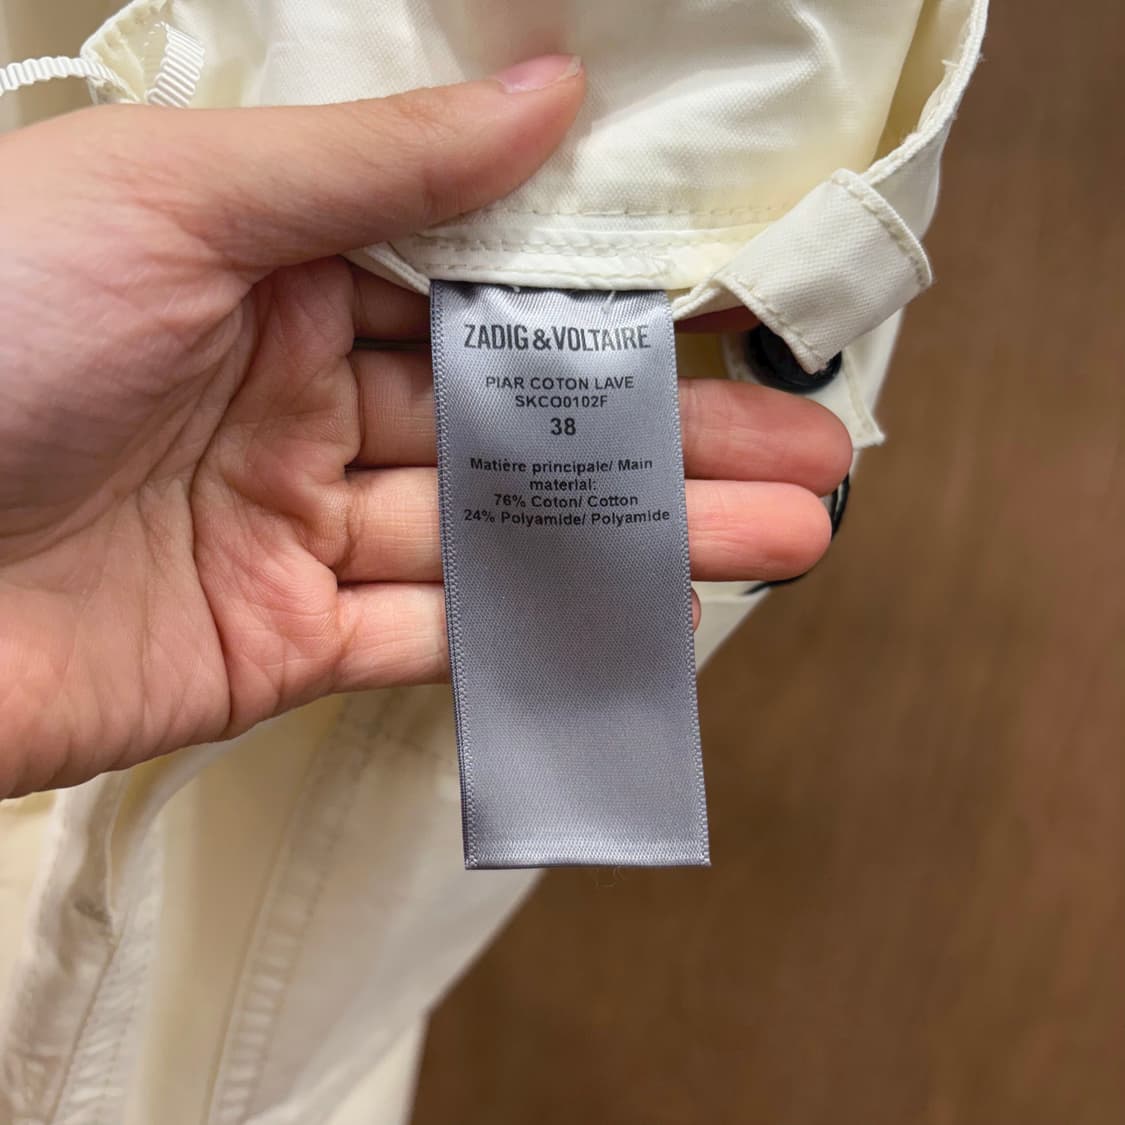 ZADIG&VOLTAIRE
PIAR COTON LAVE
SKCO0102F
38
Matière principale/ Main
material:
76% Coton/ Cotton
24% Polyamide/ Polyamide